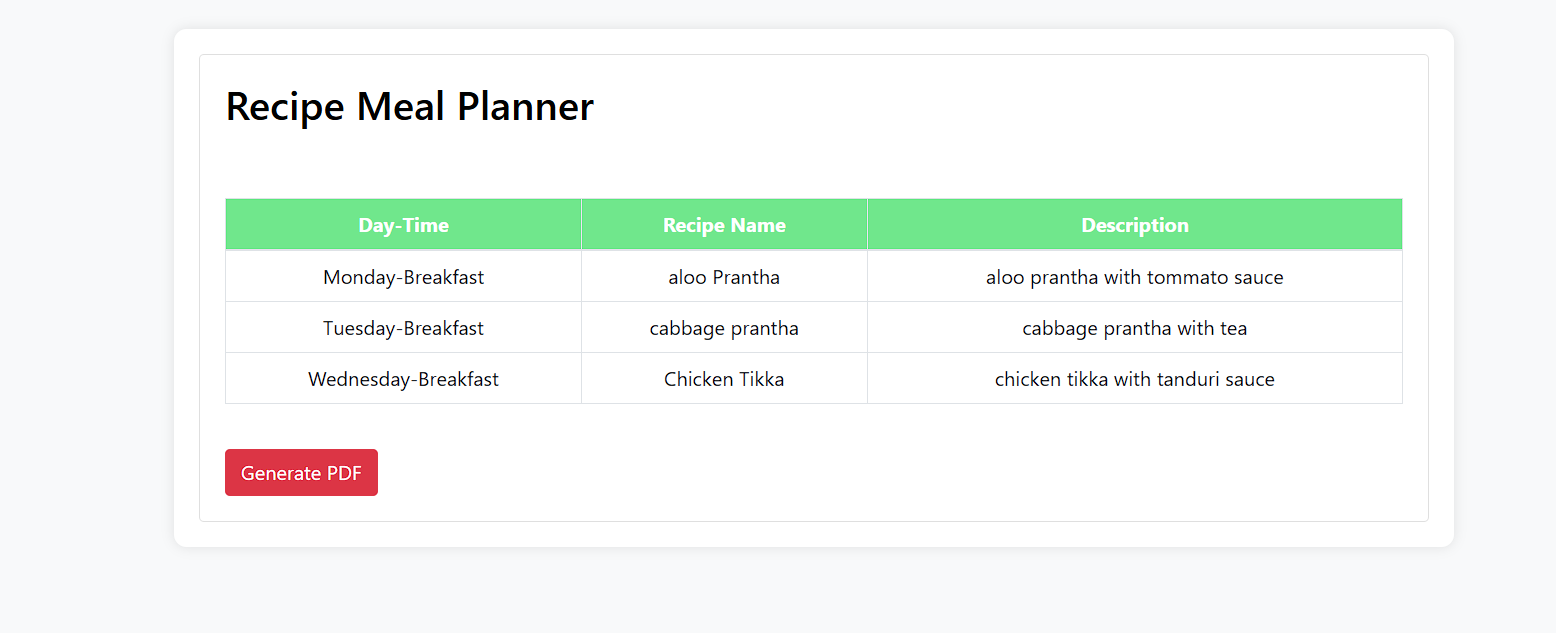 Recipe Meal Planner
Day-Time Recipe Name Description
Monday-Breakfast aloo Prantha aloo prantha with tommato sauce
Tuesday-Breakfast cabbage prantha cabbage prantha with tea
Wednesday-Breakfast Chicken Tikka chicken tikka with tanduri sauce
Generate PDF